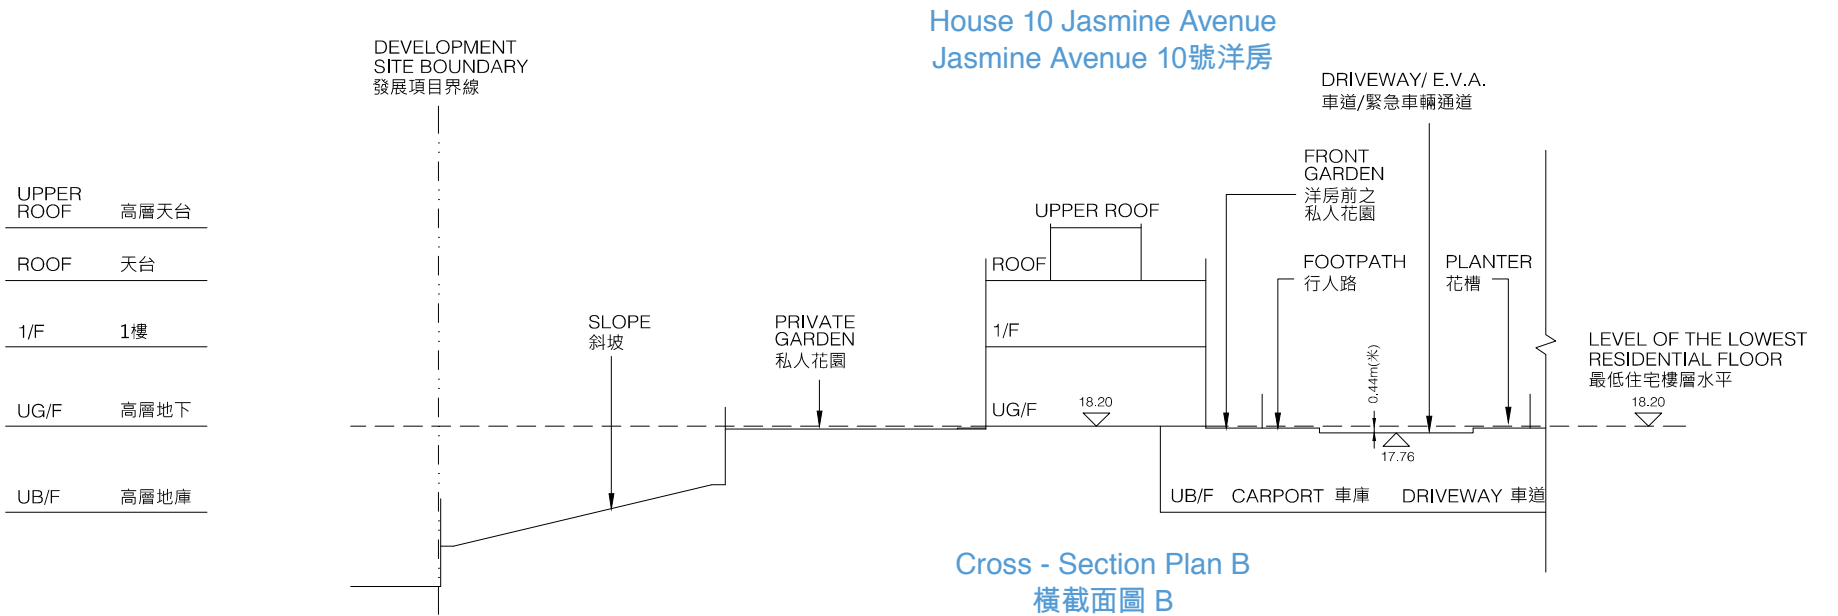 House 10 Jasmine Avenue
Jasmine Avenue 10號洋房
DEVELOPMENT
SITE BOUNDARY
發展項目界線
DRIVEWAY/ E.V.A.
車道/緊急車輛通道
FRONT
GARDEN
洋房前之
私人花園
UPPER
ROOF 高層天台
UPPER ROOF
ROOF 天台
ROOF
FOOTPATH
行人路
PLANTER
花槽
1/F 1樓
SLOPE
斜坡
PRIVATE
GARDEN
私人花園
1/F
0.44m(米)
LEVEL OF THE LOWEST
RESIDENTIAL FLOOR
最低住宅樓層水平
UG/F 高層地下
UG/F
18.20
18.20
17.76
UB/F 高層地庫
UB/F CARPORT 車庫 DRIVEWAY 車道
Cross - Section Plan B
橫截面圖 B